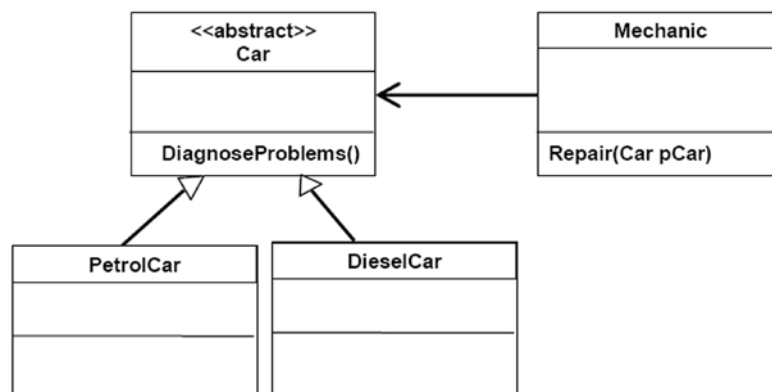 <<abstract>>
Car
DiagnoseProblems()
Mechanic
Repair(Car pCar)
PetrolCar
DieselCar